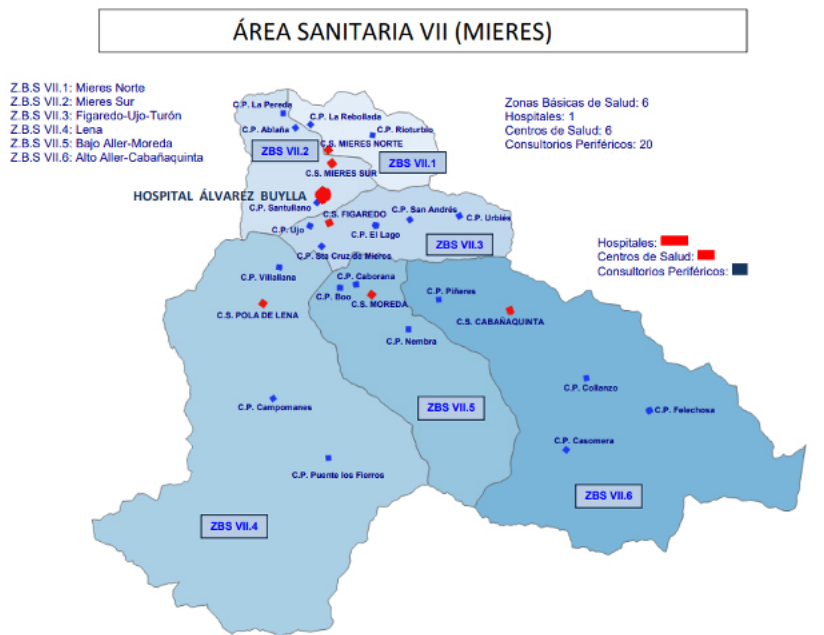 ÁREA SANITARIA VII (MIERES)
Z.B.S VII.1: Mieres Norte
Z.B.S VII.2: Mieres Sur
Z.B.S VII.3: Figaredo-Ujo-Turón
Z.B.S VII.4: Lena
Z.B.S VII.5: Bajo Aller-Moreda
Z.B.S VII.6: Alto Aller-Cabañaquinta
Zonas Básicas de Salud: 6
Hospitales: 1
Centros de Salud: 6
Consultorios Periféricos: 20
C.P. La Pereda
C.P. La Rebollada
C.P. Ablaña
C.P. Rioturbio
C.S. MIERES NORTE
ZBS VII.2
ZBS VII.1
C.S. MIERES SUR
HOSPITAL ÁLVAREZ BUYLLA
C.P. Santullano
C.S. FIGAREDO
C.P. San Andrés
C.P. Urbiés
C.P. Ujo
C.P. El Lago
ZBS VII.3
C.P. Sta Cruz de Mieres
Hospitales:
Centros de Salud:
Consultorios Periféricos:
C.P. Villallana
C.P. Caborana
C.P. Boo
C.S. MOREDA
C.P. Piñeres
C.S. POLA DE LENA
C.S. CABAÑAQUINTA
C.P. Nembra
C.P. Collanzo
C.P. Campomanes
ZBS VII.5
C.P. Felechosa
C.P. Casomera
C.P. Puente los Fierros
ZBS VII.6
ZBS VII.4